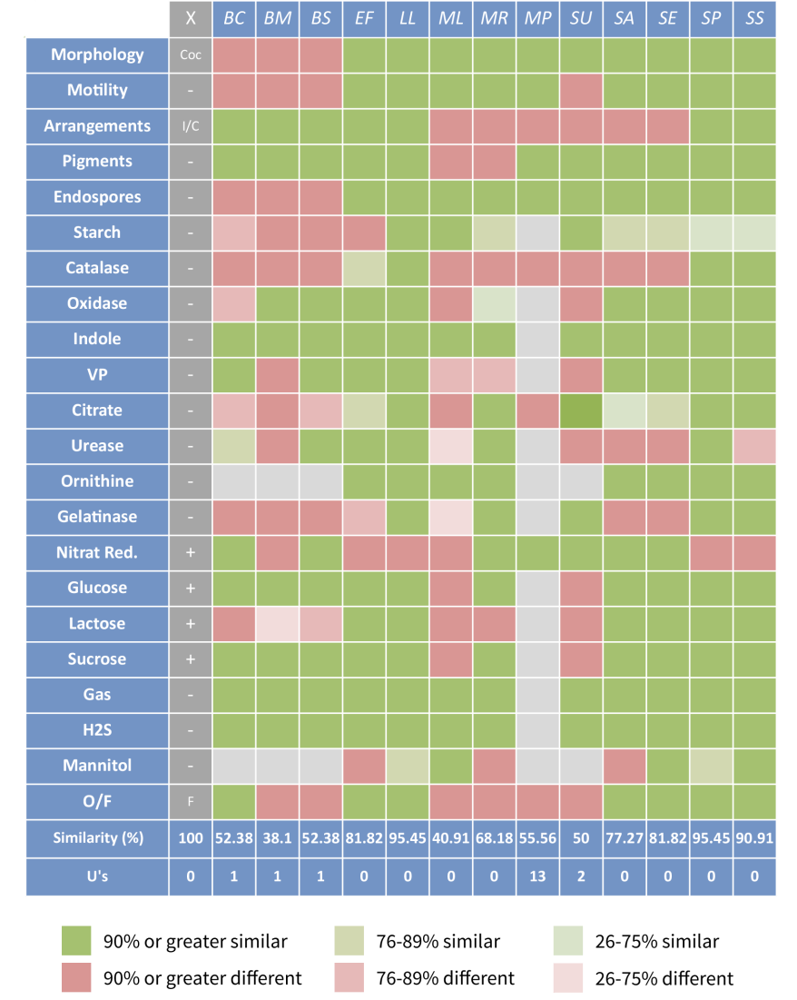 X BC BM BS EF LL ML MR MP SU SA SE SP SS
Morphology Coc
Motility -
Arrangements I/C
Pigments -
Endospores -
Starch -
Catalase -
Oxidase -
Indole -
VP -
Citrate -
Urease -
Ornithine -
Gelatinase -
Nitrat Red. +
Glucose +
Lactose +
Sucrose +
Gas -
H2S -
Mannitol -
O/F F
Similarity (%) 100 52.38 38.1 52.38 81.82 95.45 40.91 68.18 55.56 50 77.27 81.82 95.45 90.91
U's 0 1 1 1 0 0 0 0 13 2 0 0 0 0
90% or greater similar 76-89% similar 26-75% similar
90% or greater different 76-89% different 26-75% different